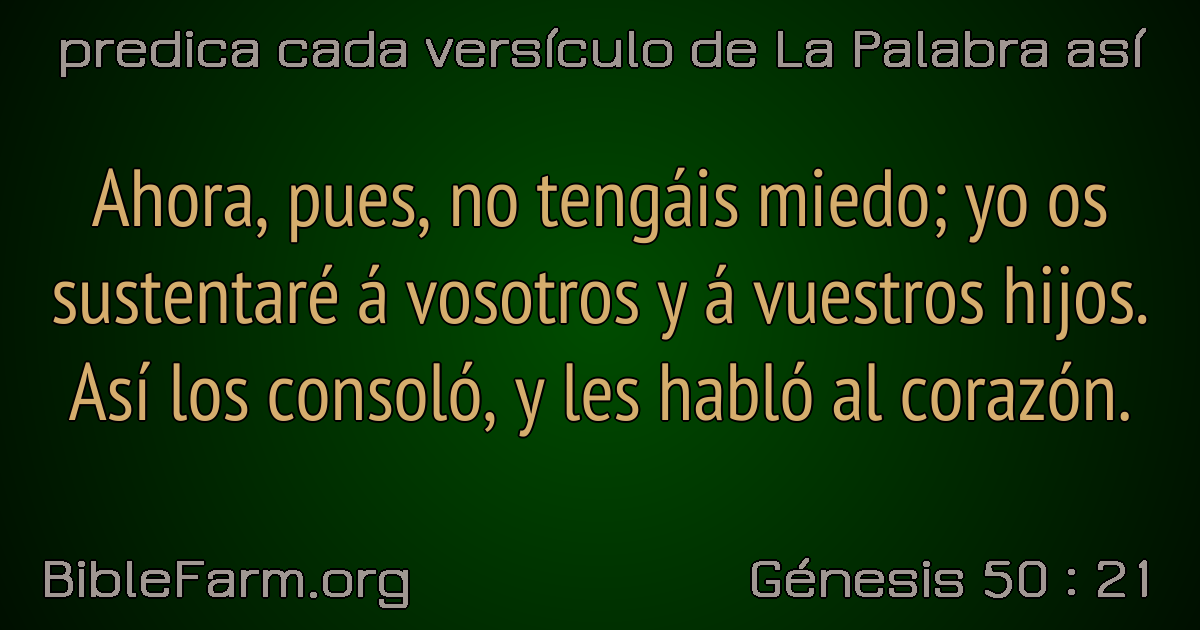 predica cada versículo de La Palabra así
Ahora, pues, no tengáis miedo; yo os
sustentaré á vosotros y á vuestros hijos.
Así los consoló, y les habló al corazón.
BibleFarm.org
Génesis 50 : 21